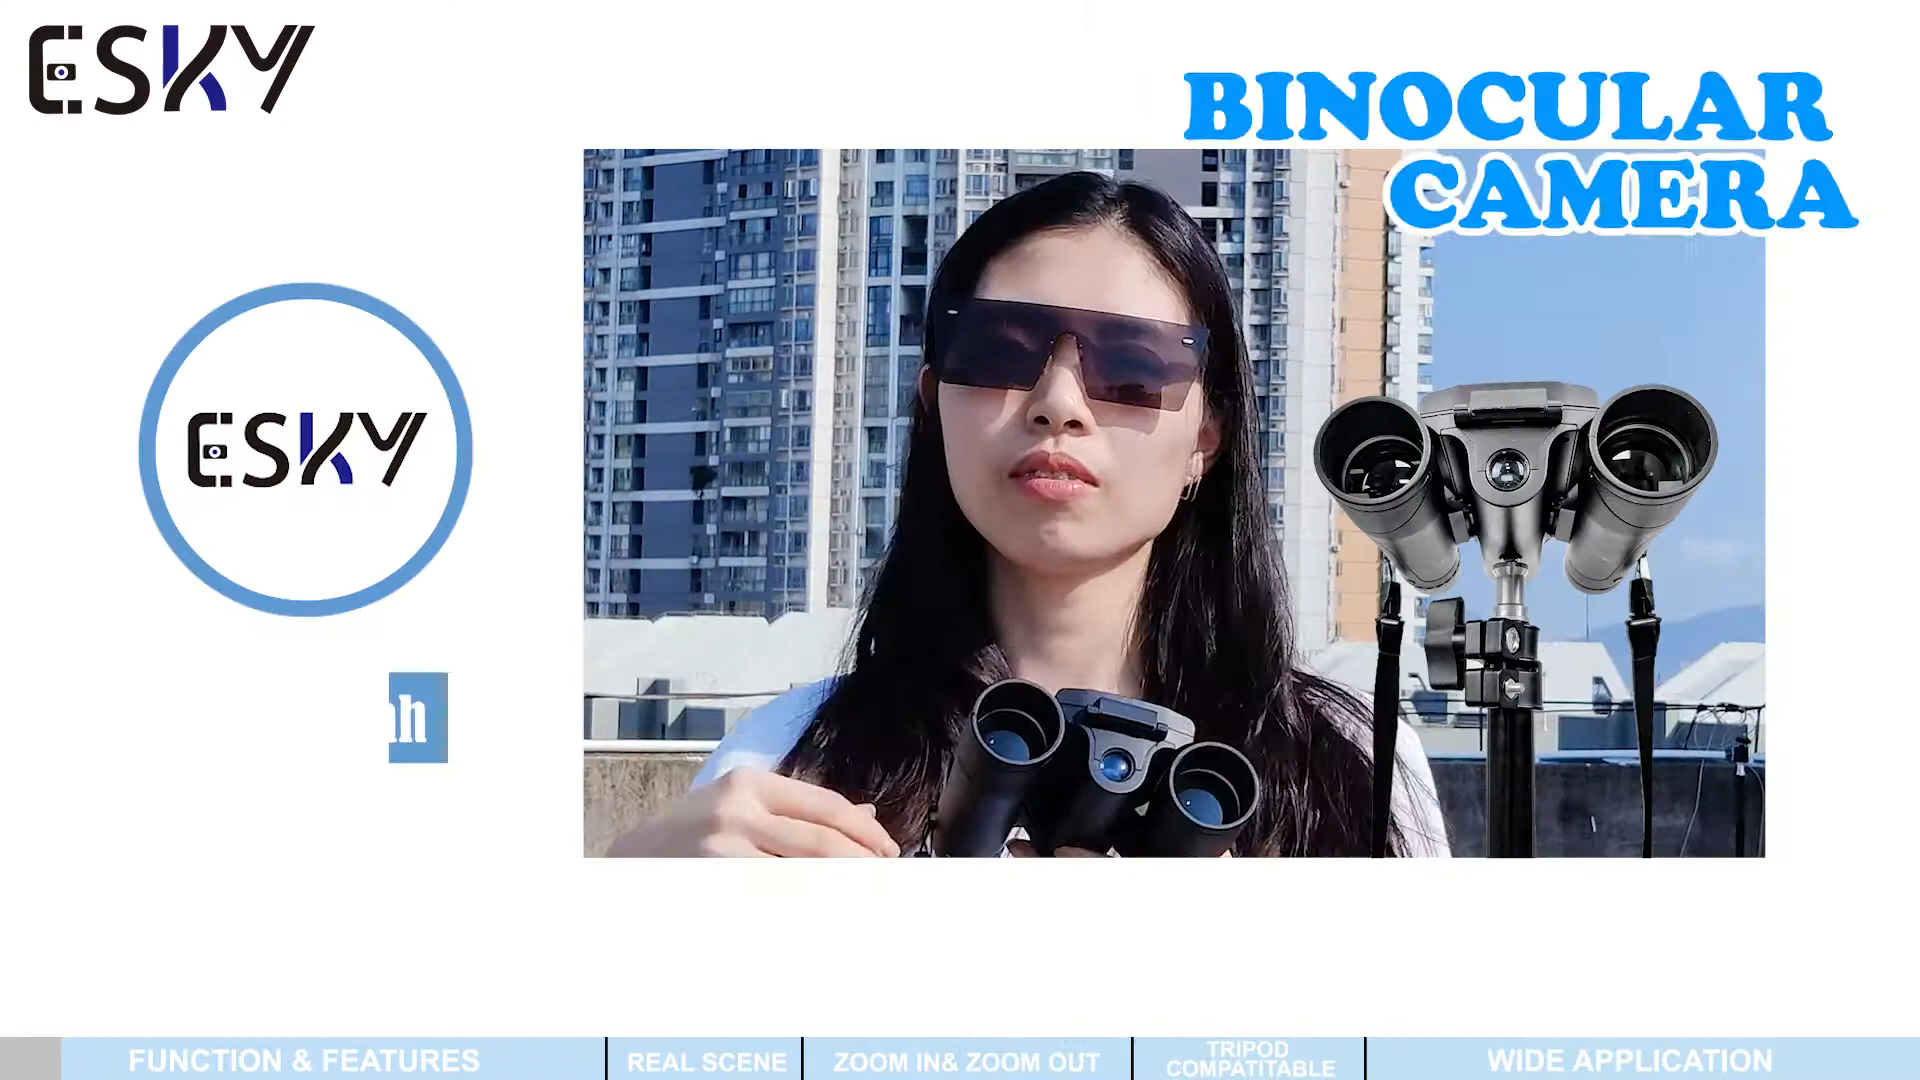 ESKY
BINOCULAR
CAMERA
ESKY
FUNCTION & FEATURES
REAL SCENE
ZOOM IN& ZOOM OUT
TRIPOD
COMPATITABLE
WIDE APPLICATION